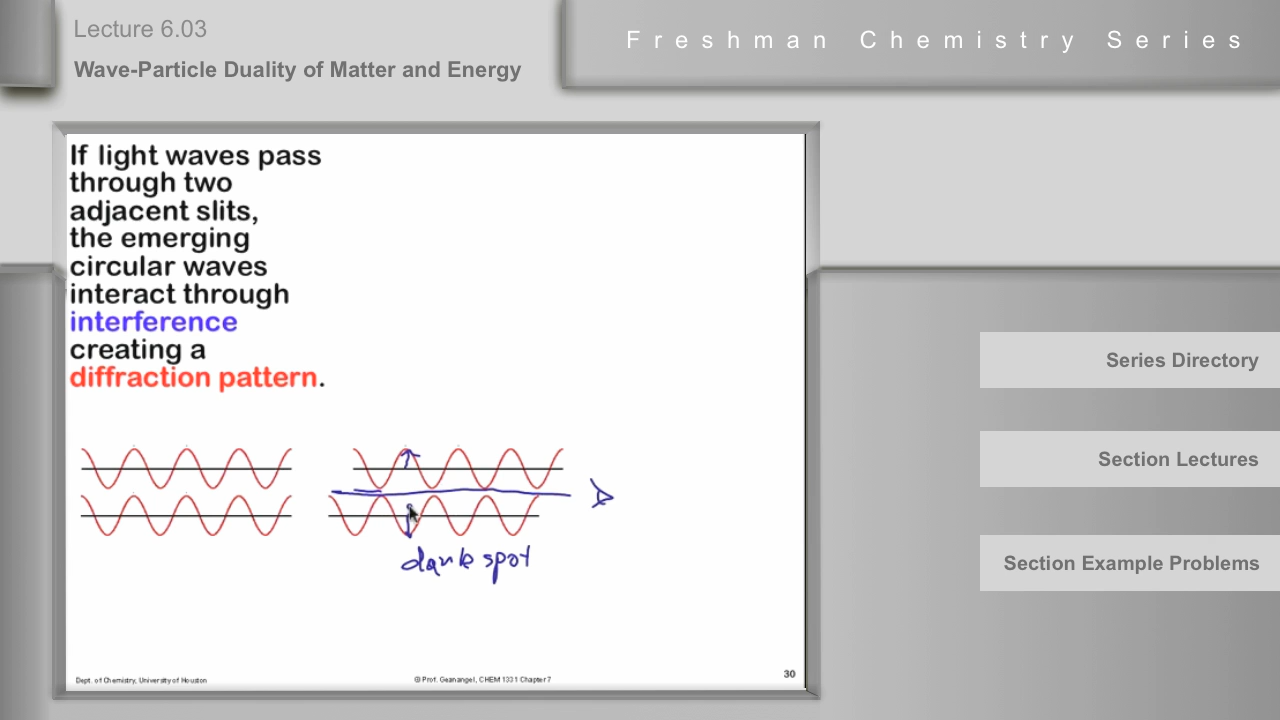 Lecture 6.03
Wave-Particle Duality of Matter and Energy
Freshman Chemistry Series
If light waves pass
through two
adjacent slits,
the emerging
circular waves
interact through
interference
creating a
diffraction pattern.
dark spot
Series Directory
Section Lectures
Section Example Problems
Dept. of Chemistry, University of Houston
© Prof. Geanangel, CHEM 1331 Chapter 7
30